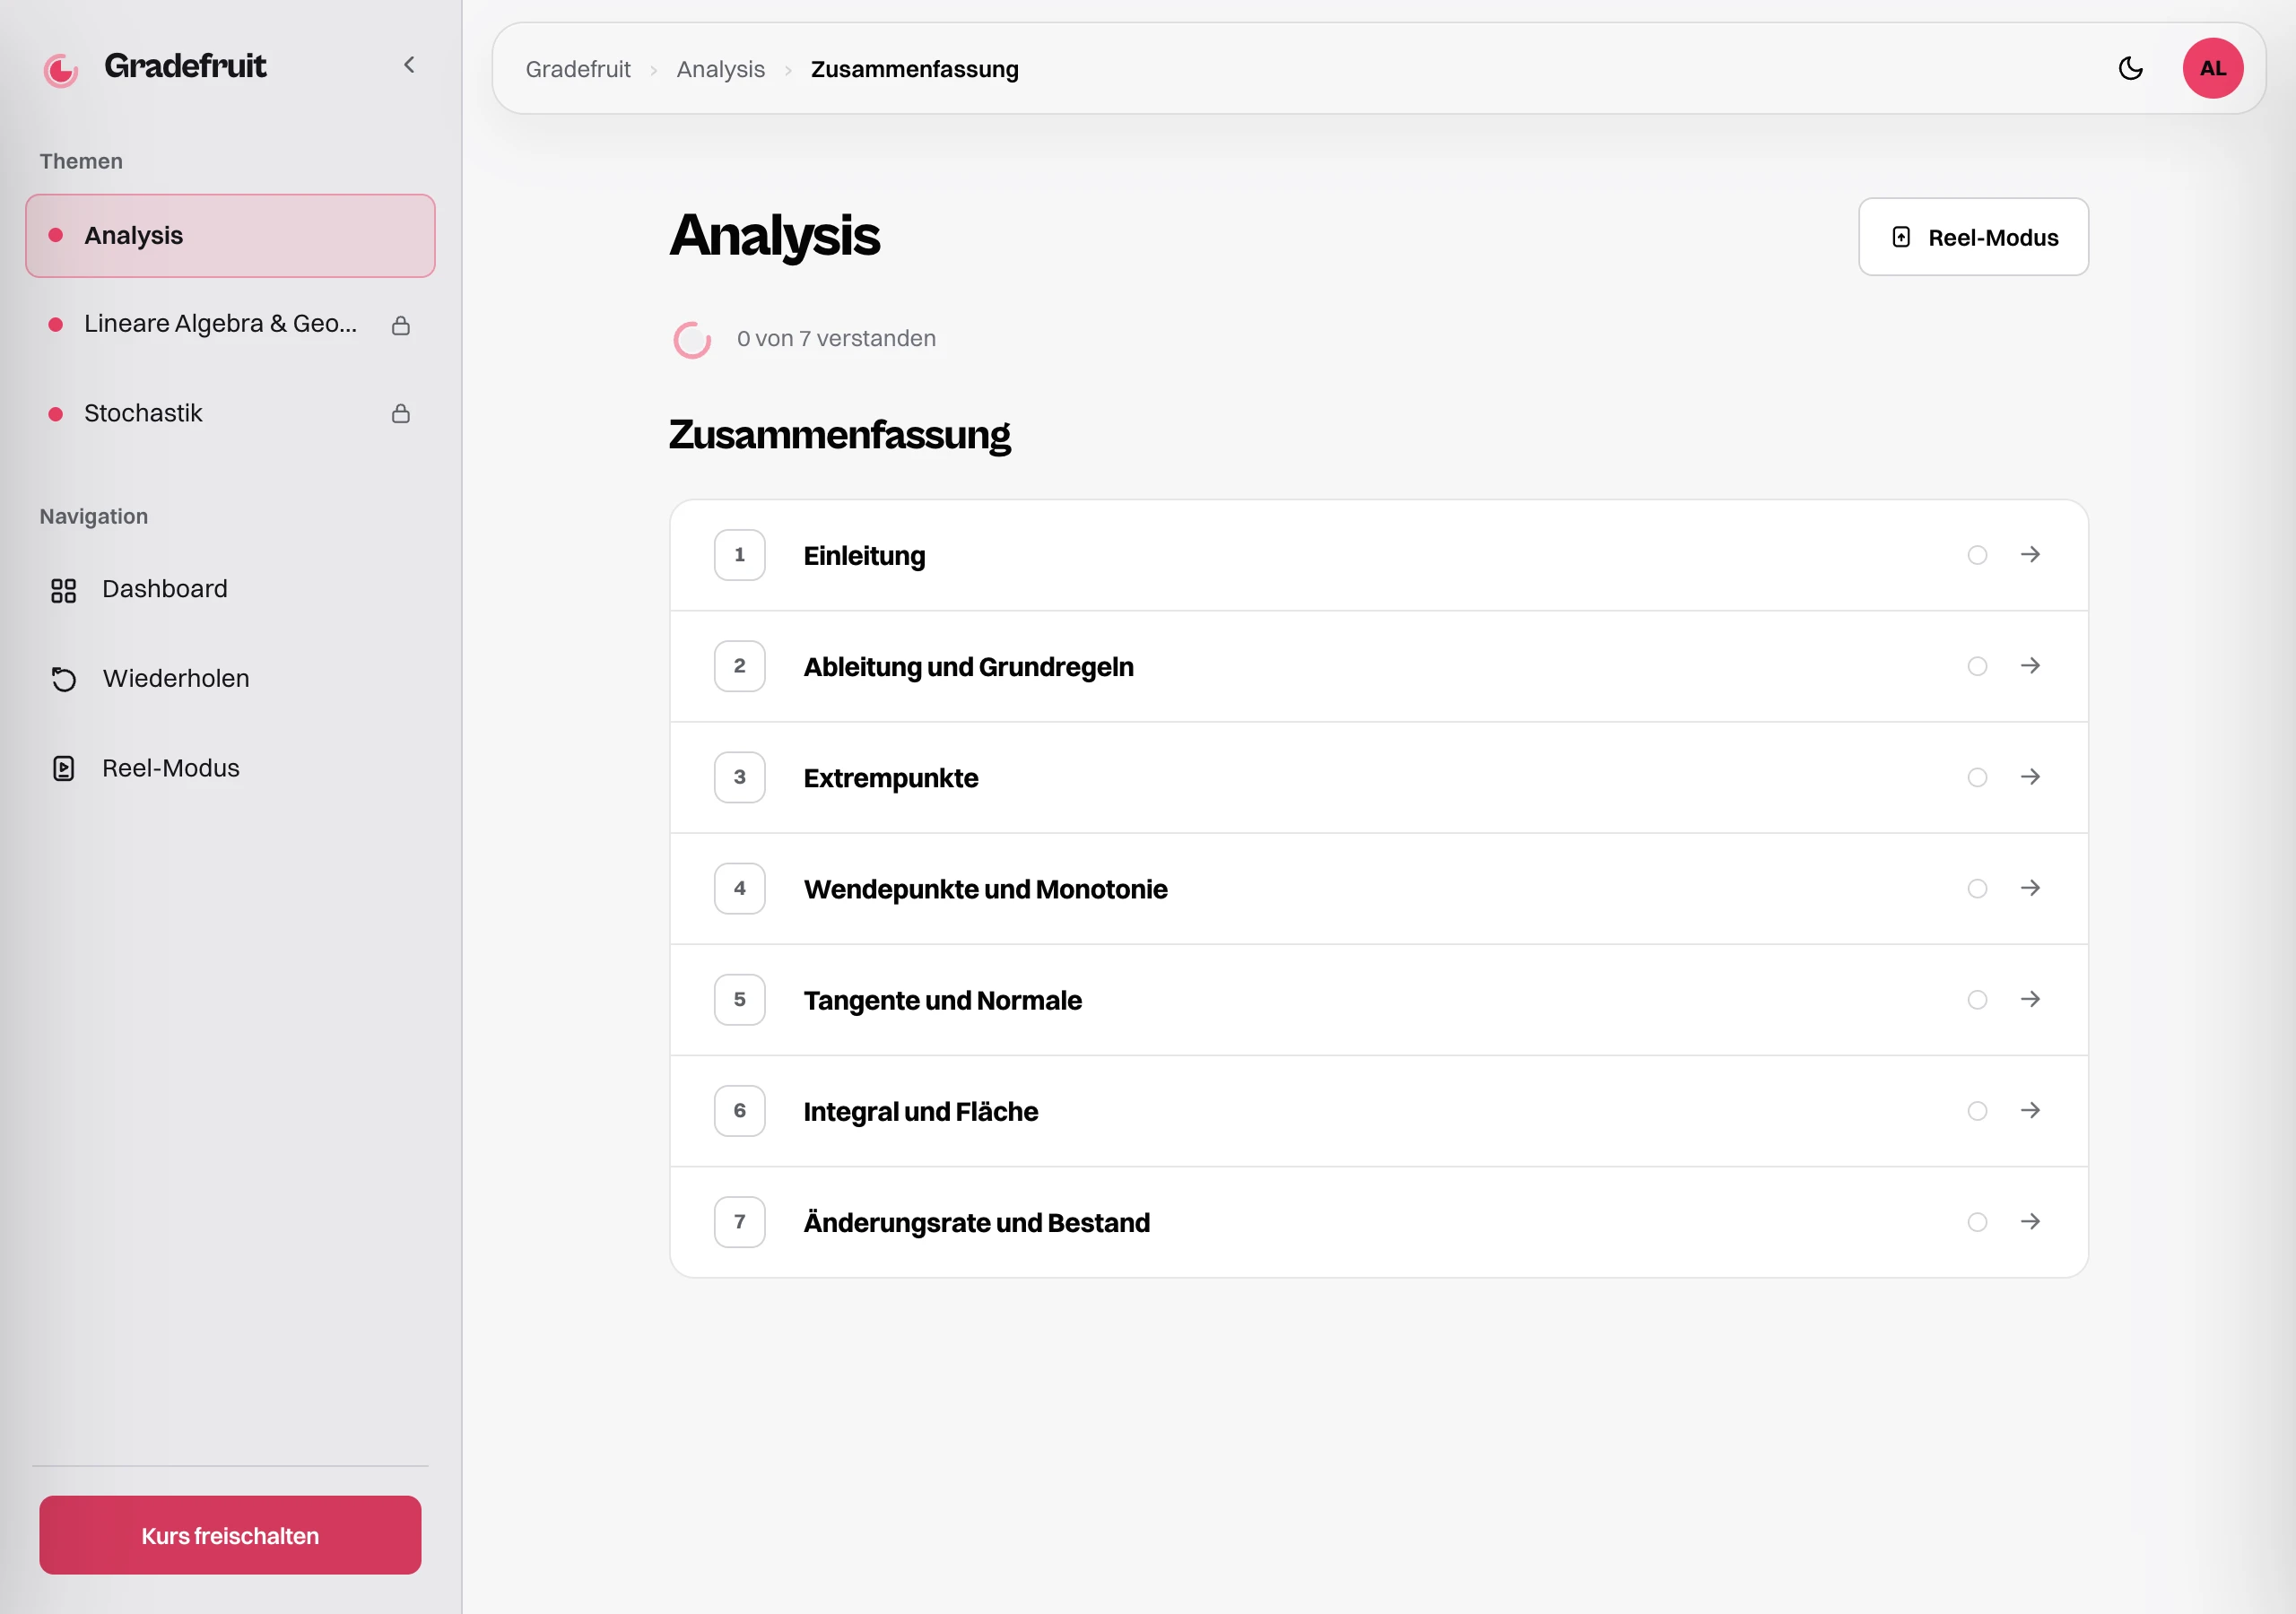 Gradefruit
Themen
Analysis
Lineare Algebra & Geo...
Stochastik
Navigation
Dashboard
Wiederholen
Reel-Modus
Kurs freischalten
Gradefruit › Analysis › Zusammenfassung
AL
Analysis
Reel-Modus
0 von 7 verstanden
Zusammenfassung
1 Einleitung
2 Ableitung und Grundregeln
3 Extrempunkte
4 Wendepunkte und Monotonie
5 Tangente und Normale
6 Integral und Fläche
7 Änderungsrate und Bestand